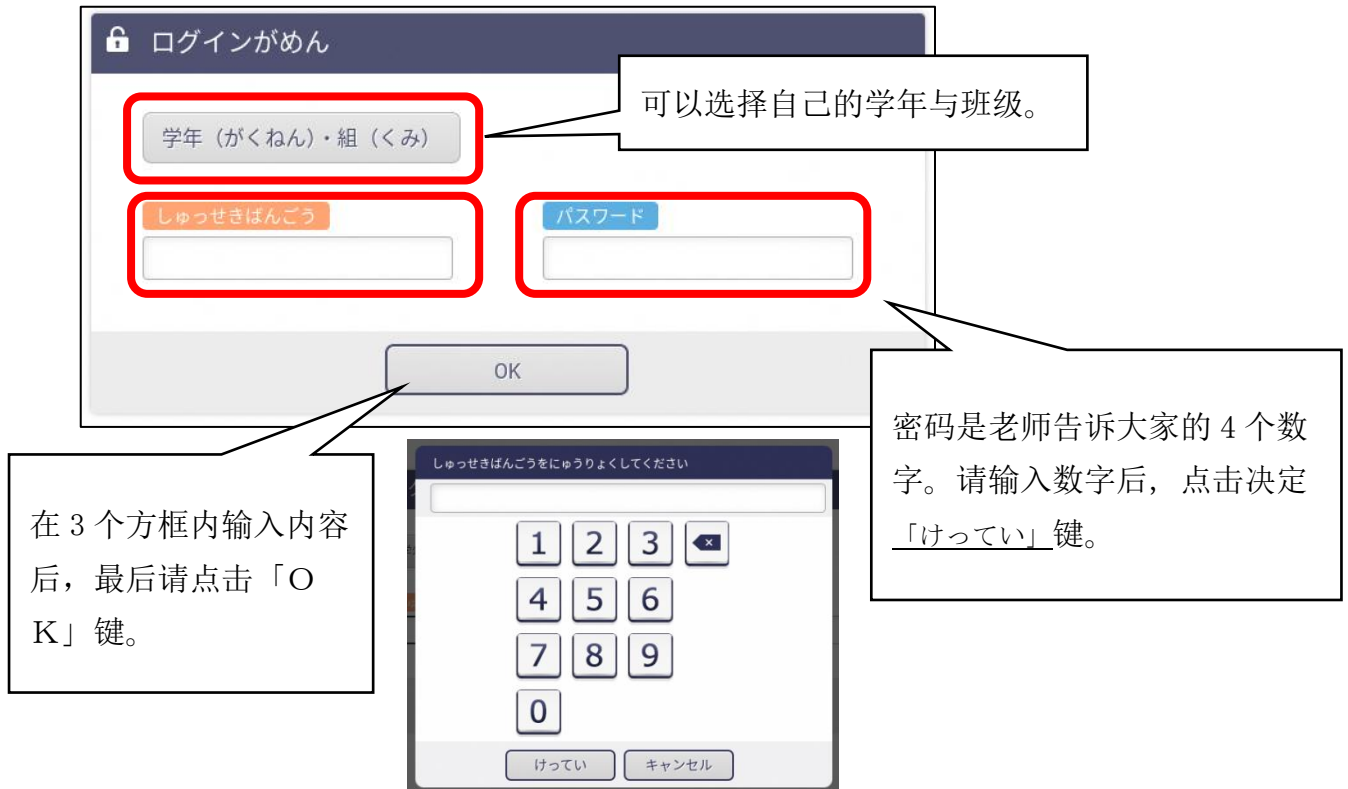 ログインがめん
可以选择自己的学年与班级。
学年（がくねん）・組（くみ）
しゅっせきばんごう
パスワード
OK
密码是老师告诉大家的 4 个数
字。请输入数字后，点击决定
「けってい」键。
在 3 个方框内输入内容
后，最后请点击「O
K」键。
しゅっせきばんごうをにゅうりょくしてください
1 2 3 ×
4 5 6
7 8 9
0
けってい キャンセル